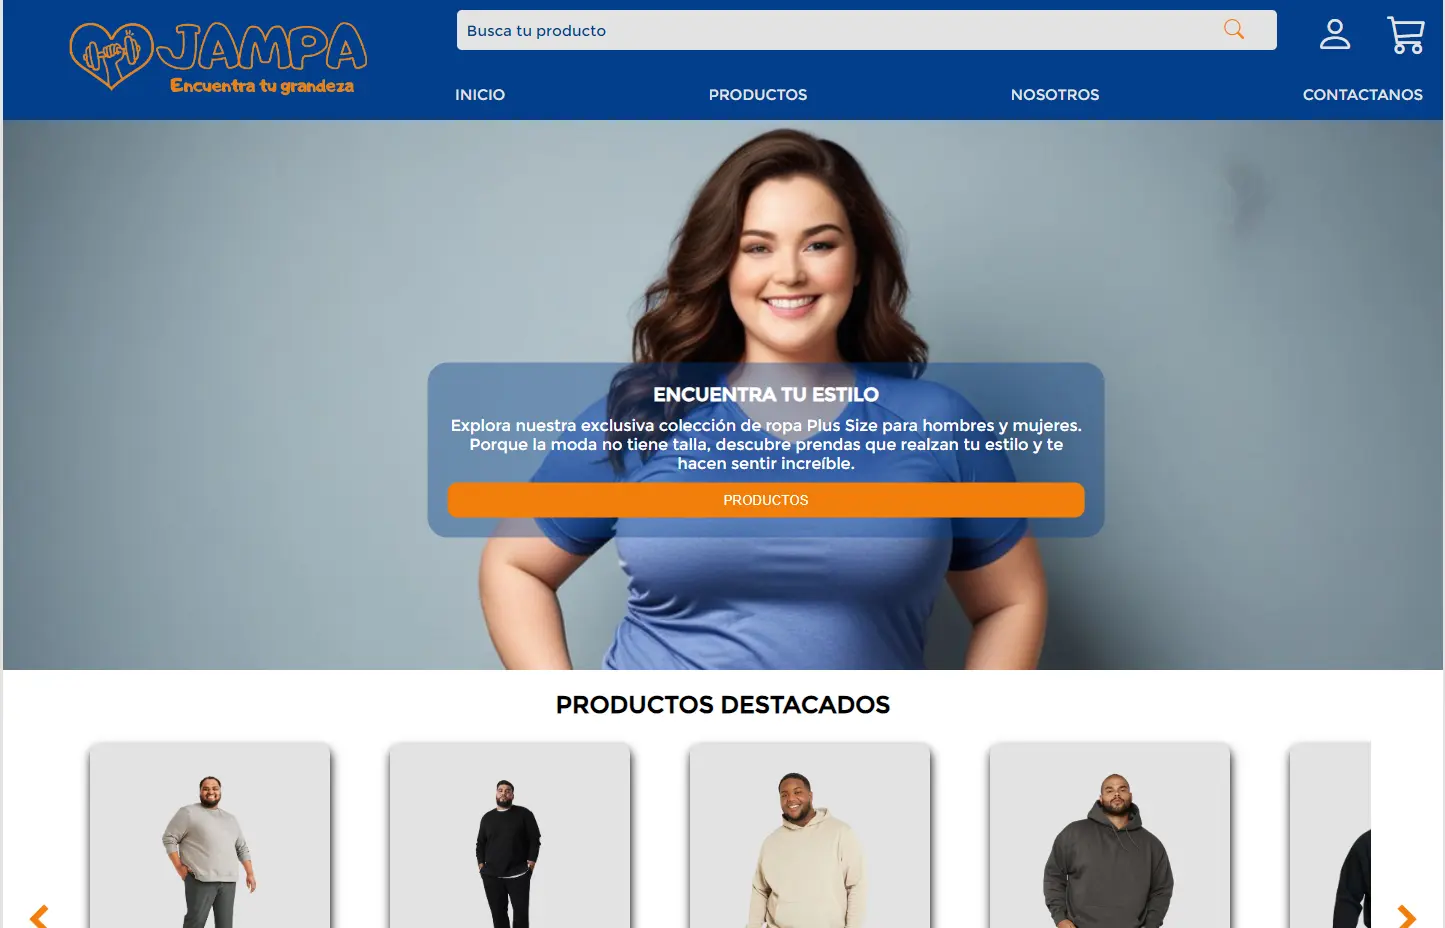 JAMPA
Encuentra tu grandeza
Busca tu producto
INICIO
PRODUCTOS
NOSOTROS
CONTACTANOS
ENCUENTRA TU ESTILO
Explora nuestra exclusiva colección de ropa Plus Size para hombres y mujeres.
Porque la moda no tiene talla, descubre prendas que realzan tu estilo y te
hacen sentir increíble.
PRODUCTOS
PRODUCTOS DESTACADOS